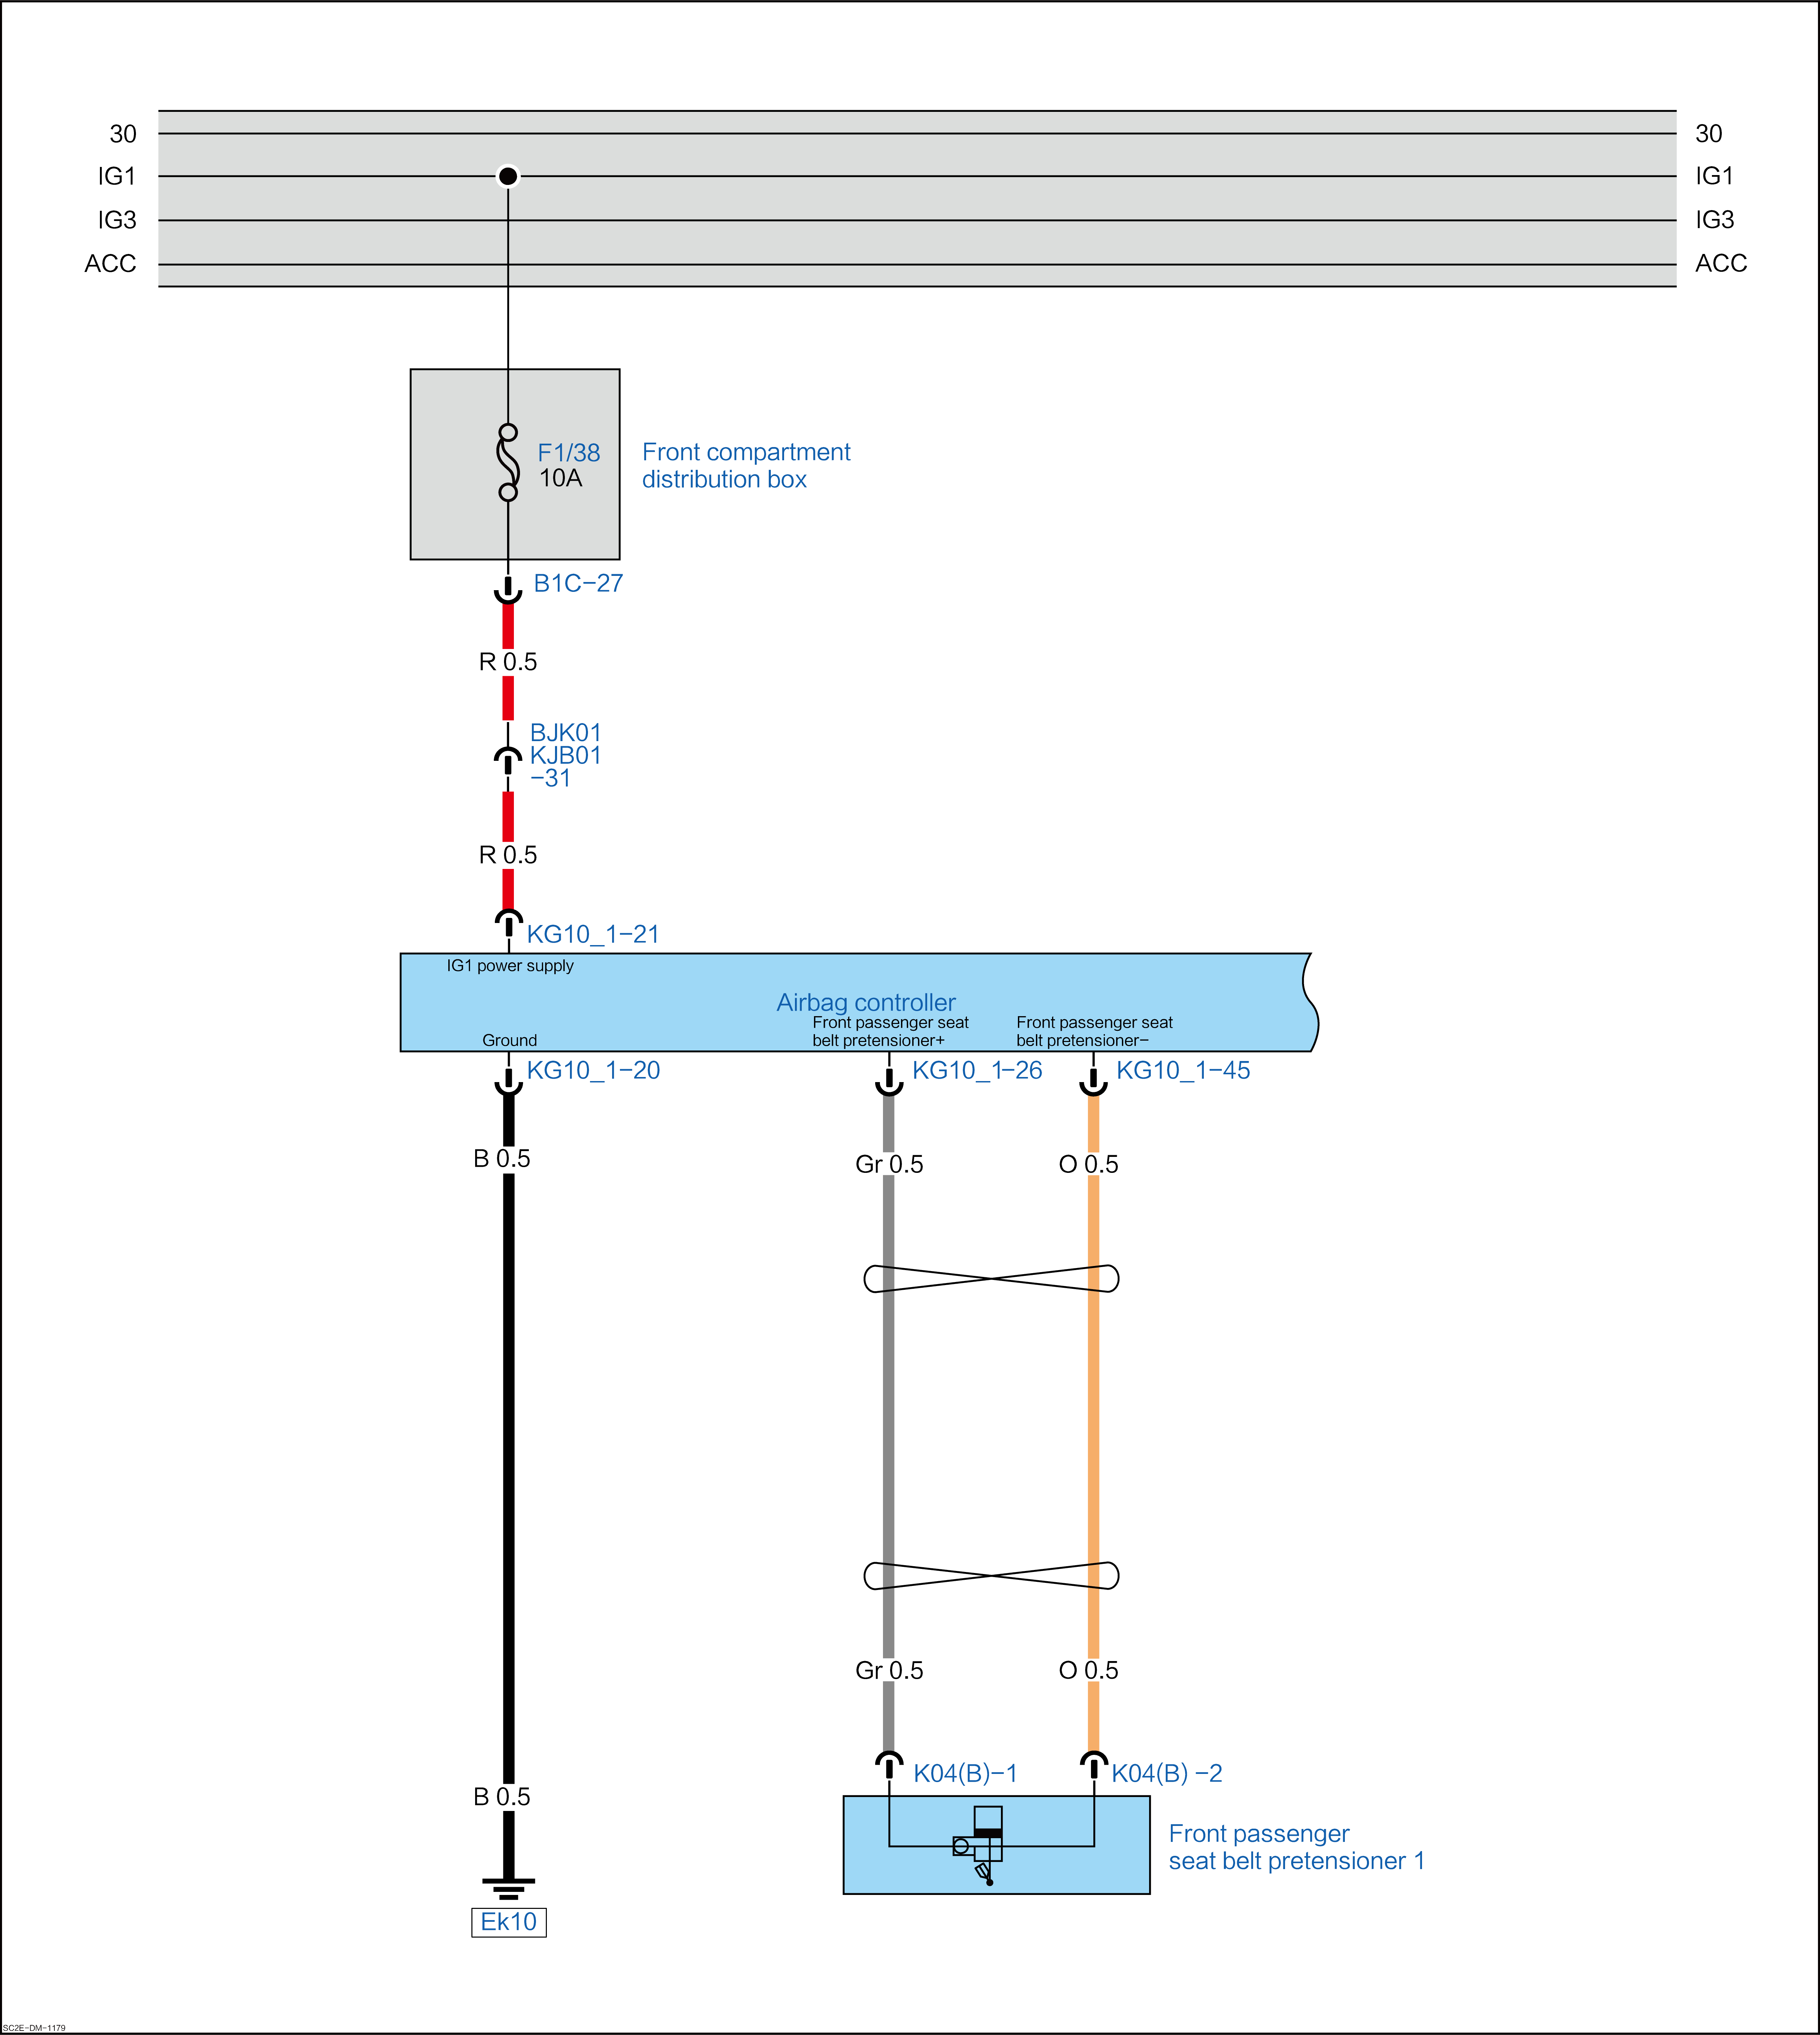 30
30
IG1
IG1
IG3
IG3
ACC
ACC
F1/38
10A
Front compartment
distribution box
B1C-27
R 0.5
BJK01
KJB01
-31
R 0.5
KG10_1-21
IG1 power supply
Airbag controller
Ground
Front passenger seat
belt pretensioner+
Front passenger seat
belt pretensioner-
KG10_1-20
KG10_1-26
KG10_1-45
B 0.5
Gr 0.5
O 0.5
Gr 0.5
O 0.5
B 0.5
K04(B)-1
K04(B) -2
Front passenger
seat belt pretensioner 1
Ek10
SC2E-DM-1179